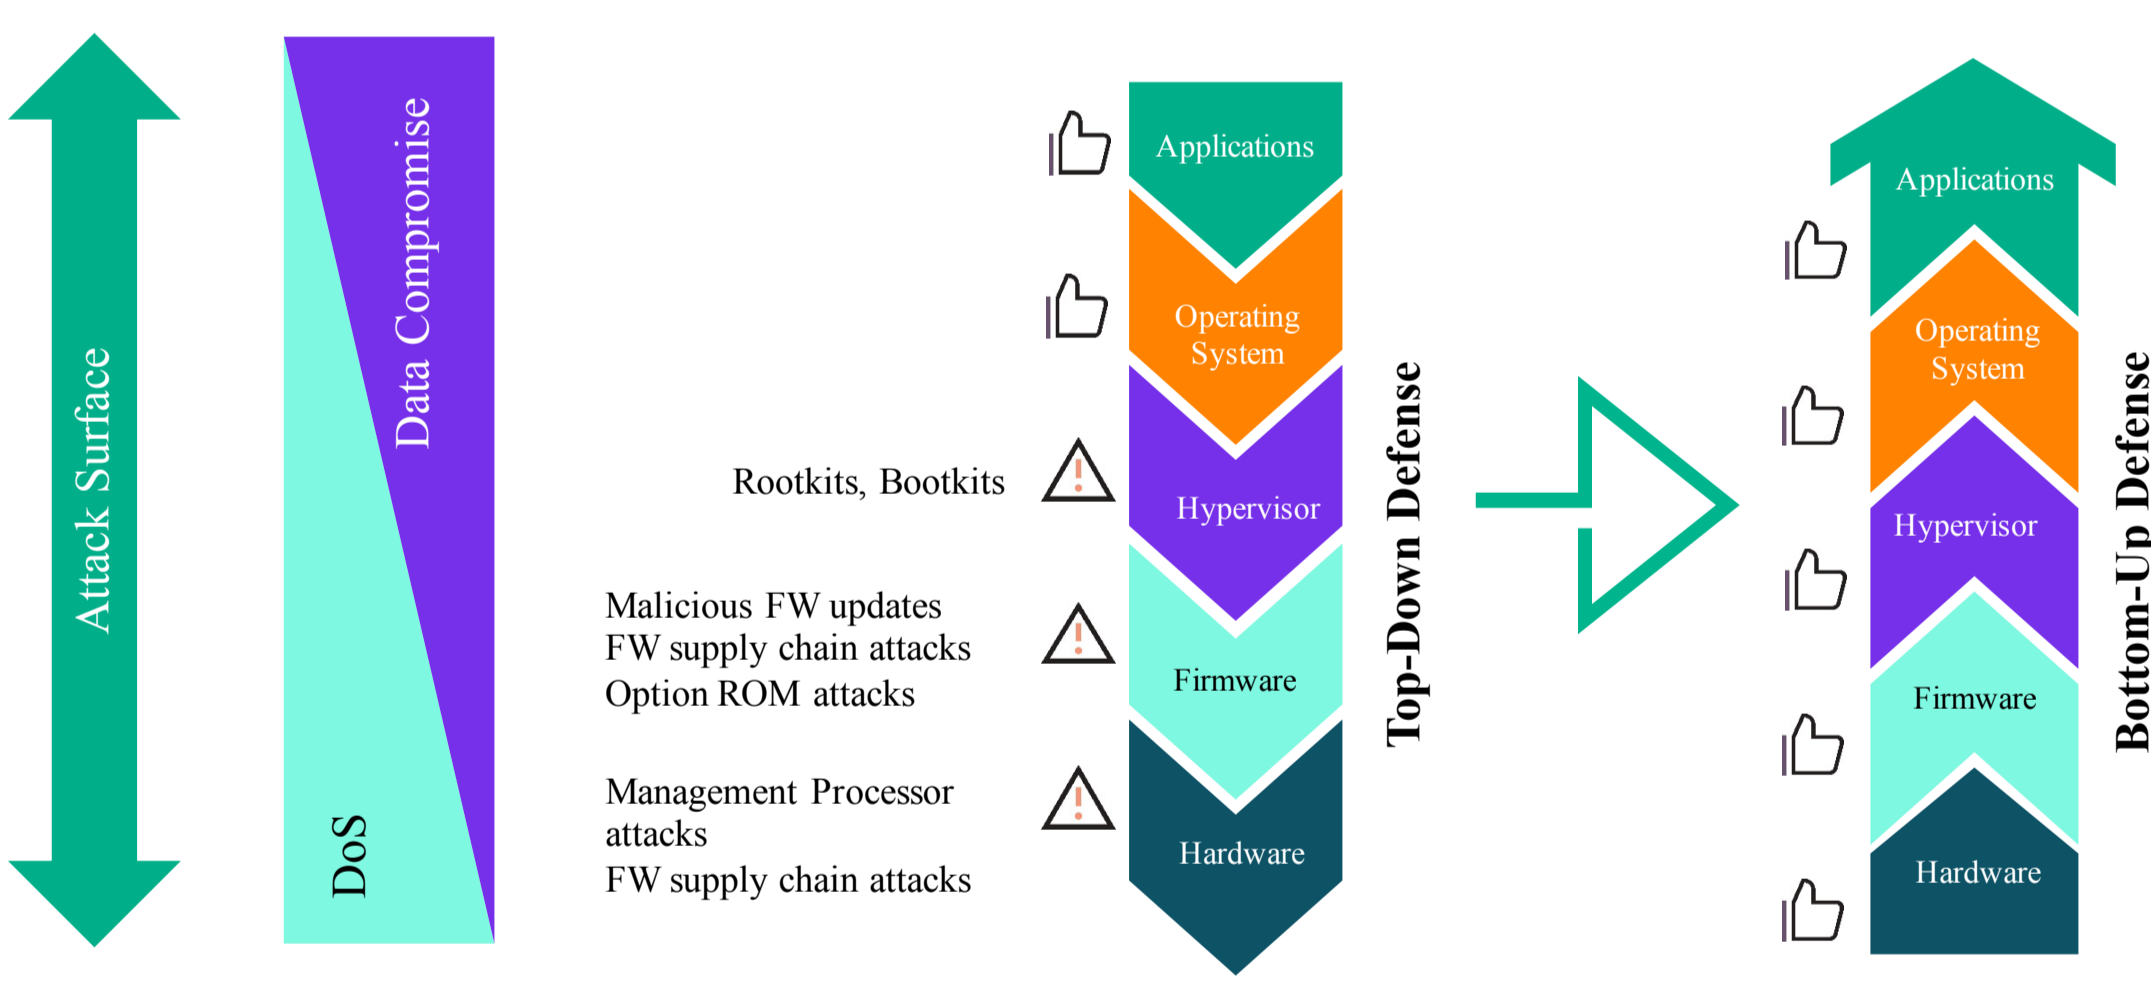 Attack Surface
Data Compromise
DoS
Rootkits, Bootkits
Malicious FW updates
FW supply chain attacks
Option ROM attacks
Management Processor
attacks
FW supply chain attacks
Applications
Operating
System
Hypervisor
Firmware
Hardware
Top-Down Defense
Applications
Operating
System
Hypervisor
Firmware
Hardware
Bottom-Up Defense